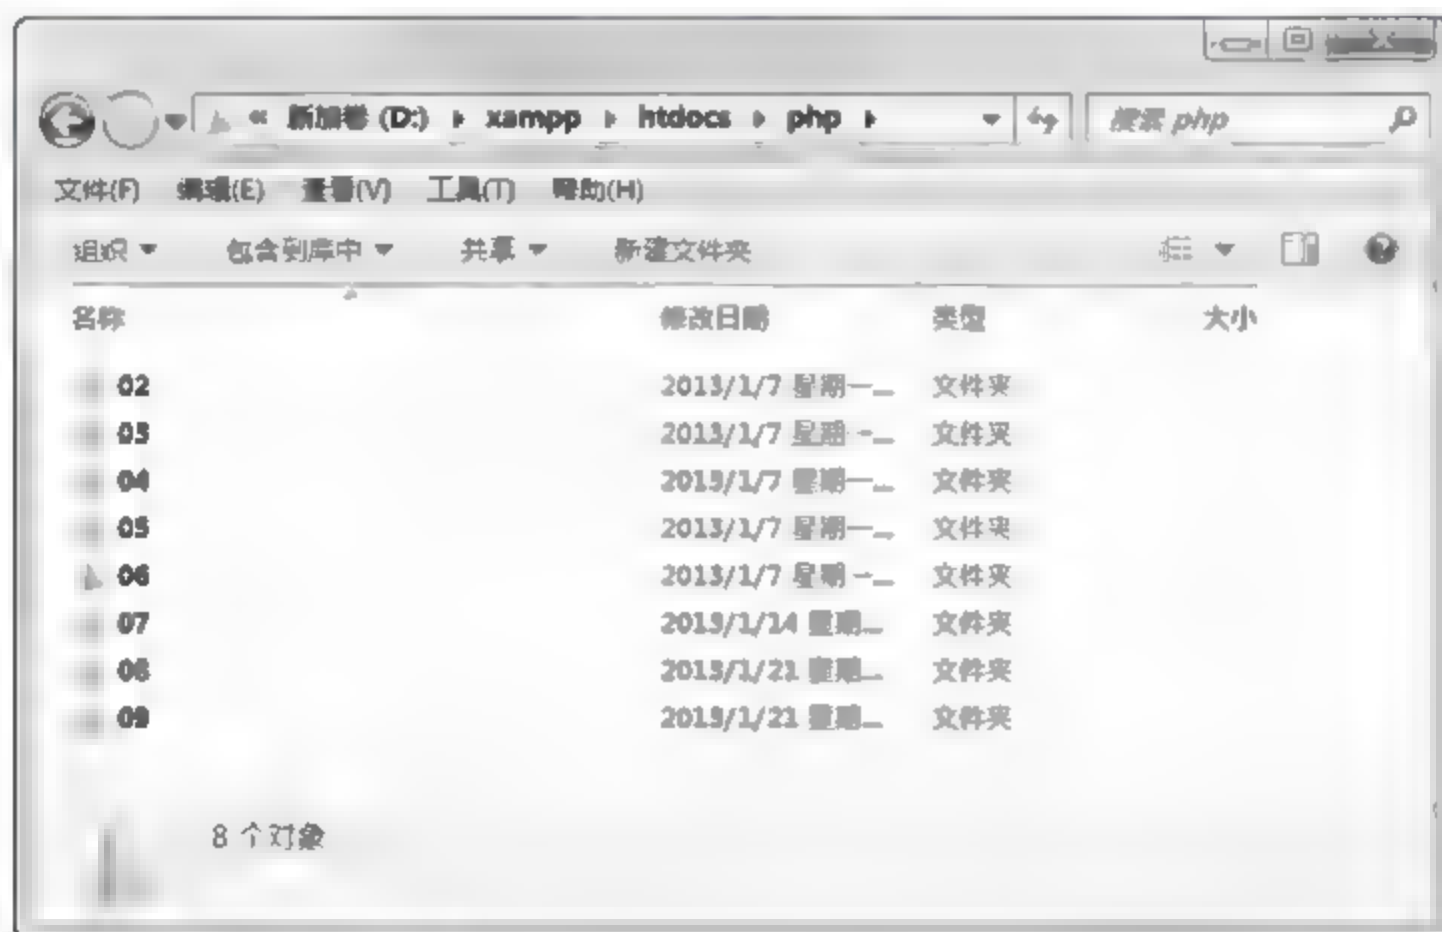 « 新加卷 (D:) ▸ xampp ▸ htdocs ▸ php ▸ 搜索 php
文件(F) 编辑(E) 查看(V) 工具(T) 帮助(H)
组织 包含到库中 共享 新建文件夹
名称 修改日期 类型 大小
02 2013/1/7 星期一... 文件夹
03 2013/1/7 星期一... 文件夹
04 2013/1/7 星期一... 文件夹
05 2013/1/7 星期一... 文件夹
06 2013/1/7 星期一... 文件夹
07 2013/1/14 星期... 文件夹
08 2013/1/21 星期... 文件夹
09 2013/1/21 星期... 文件夹
8 个对象